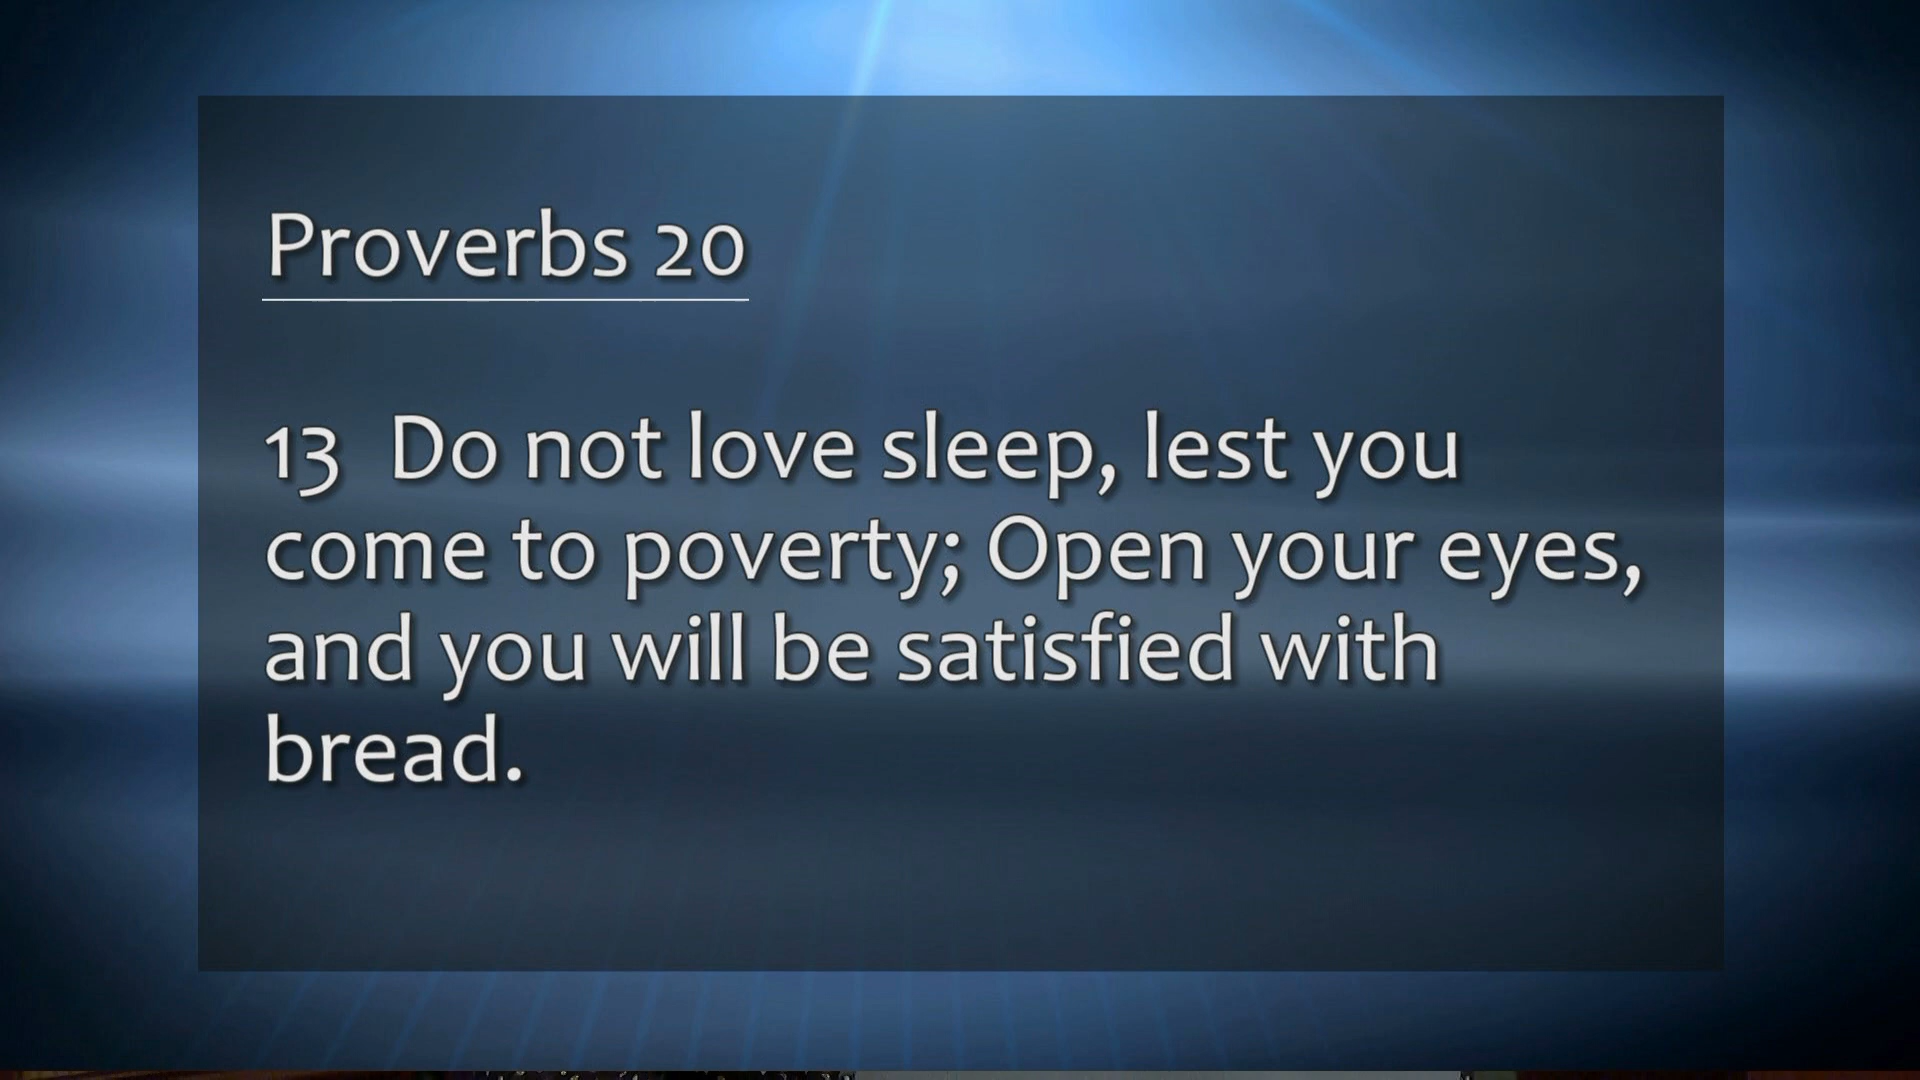 Proverbs 20
13 Do not love sleep, lest you
come to poverty; Open your eyes,
and you will be satisfied with
bread.